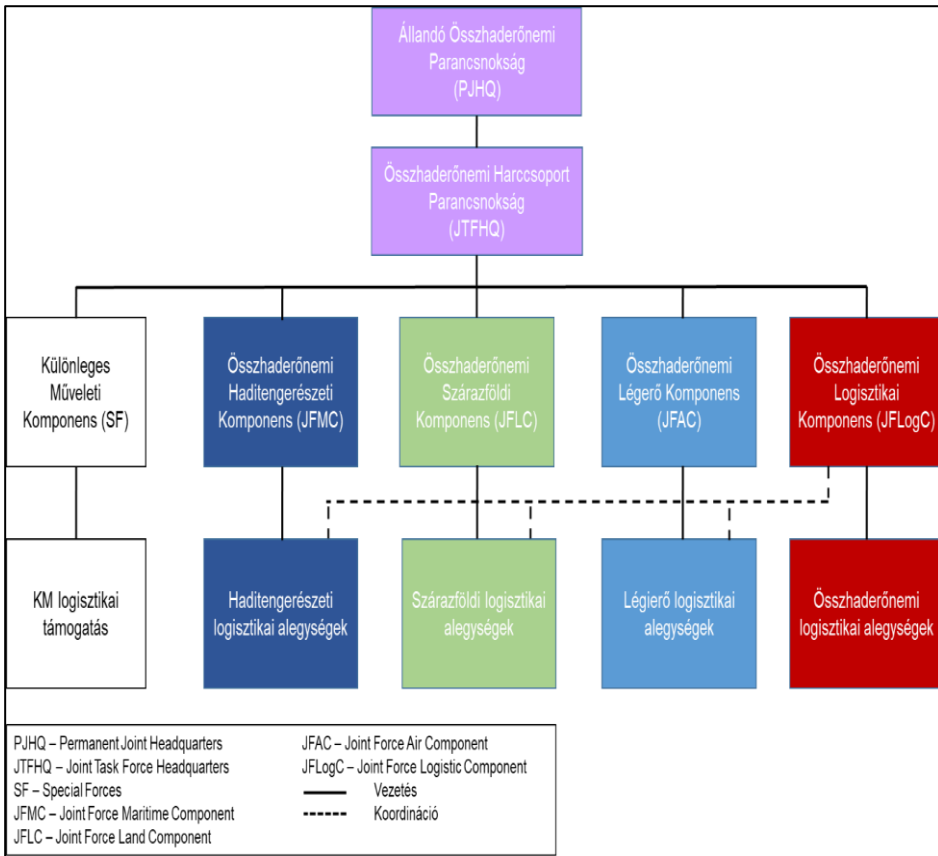 Állandó Összhaderőnemi
Parancsnokság
(PJHQ)
Összhaderőnemi Harccsoport
Parancsnokság
(JTFHQ)
Különleges
Műveleti
Komponens (SF)
Összhaderőnemi
Haditengerészeti
Komponens (JFMC)
Összhaderőnemi
Szárazföldi
Komponens (JFLC)
Összhaderőnemi
Légerő Komponens
(JFAC)
Összhaderőnemi
Logisztikai
Komponens (JFLogC)
KM logisztikai
támogatás
Haditengerészeti
logisztikai alegységek
Szárazföldi logisztikai
alegységek
Légierő logisztikai
alegységek
Összhaderőnemi
logisztikai alegységek
PJHQ – Permanent Joint Headquarters
JTFHQ – Joint Task Force Headquarters
SF – Special Forces
JFMC – Joint Force Maritime Component
JFLC – Joint Force Land Component
JFAC – Joint Force Air Component
JFLogC – Joint Force Logistic Component
Vezetés
Koordináció